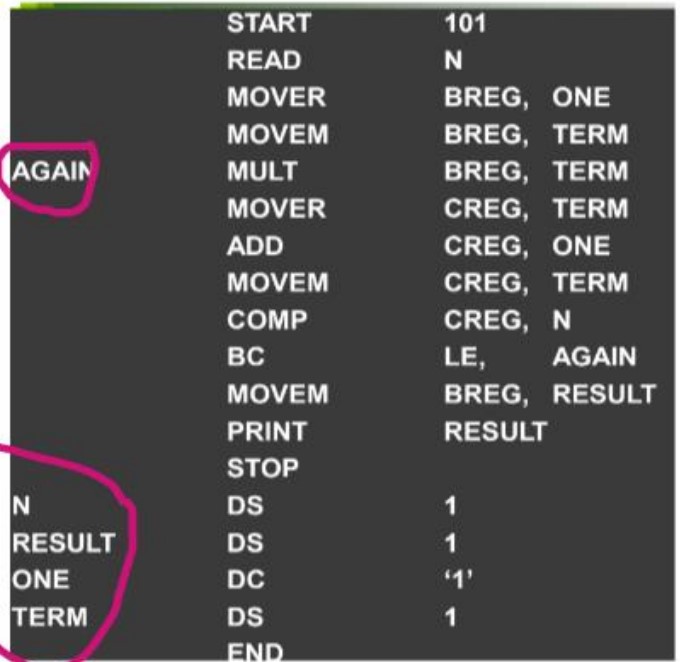 START 101
READ N
MOVER BREG, ONE
MOVEM BREG, TERM
AGAIN MULT BREG, TERM
MOVER CREG, TERM
ADD CREG, ONE
MOVEM CREG, TERM
COMP CREG, N
BC LE, AGAIN
MOVEM BREG, RESULT
PRINT RESULT
STOP
N DS 1
RESULT DS 1
ONE DC ‘1’
TERM DS 1
END